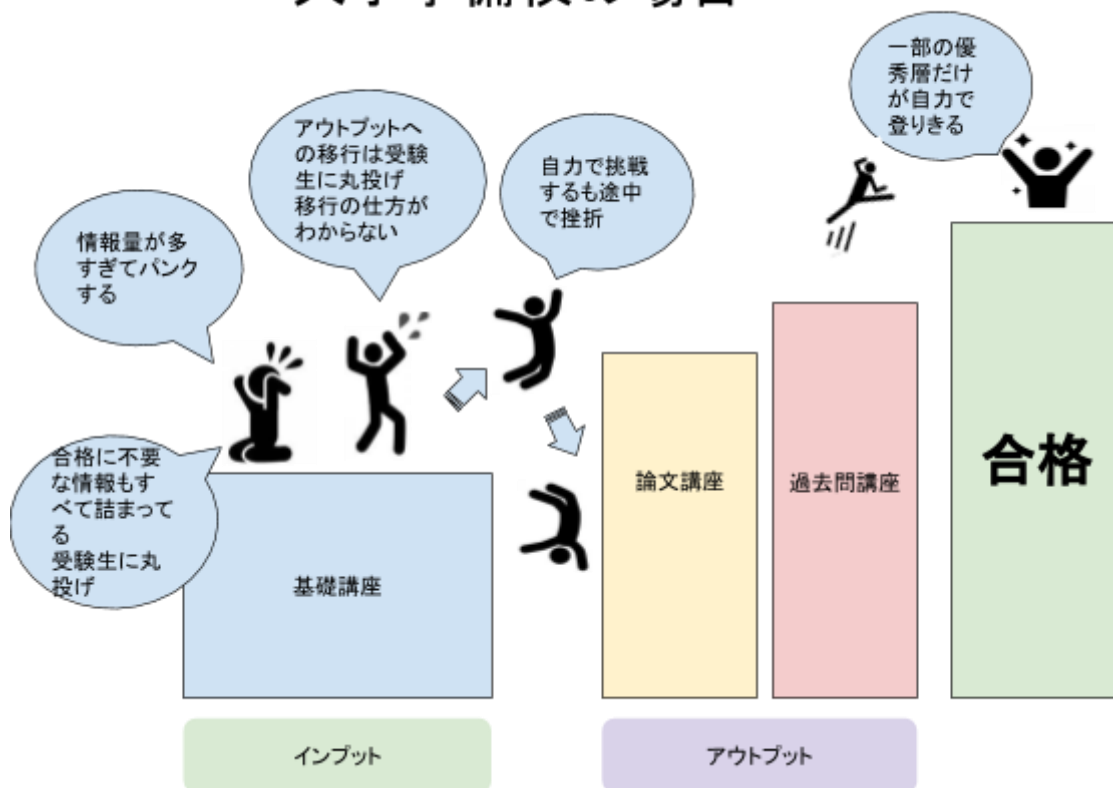 一部の優
秀層だけ
が自力で
登りきる
アウトプットへ
の移行は受験
生に丸投げ
移行の仕方が
わからない
自力で挑戦
するも途中
で挫折
情報量が多
すぎてパンク
する
合格に不要
な情報もす
べて詰まって
る
受験生に丸
投げ
基礎講座
論文講座
過去問講座
合格
インプット
アウトプット